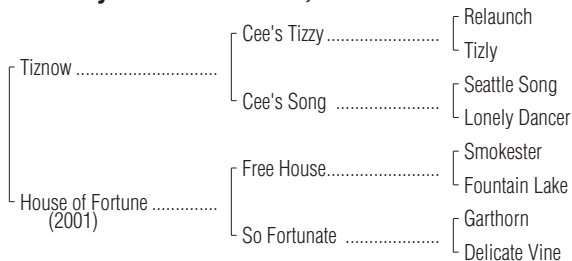 Relaunch
Cee's Tizzy
Tizly
Tiznow
Seattle Song
Cee's Song
Lonely Dancer
Smokester
Free House
Fountain Lake
House of Fortune
(2001)
Garthorn
So Fortunate
Delicate Vine